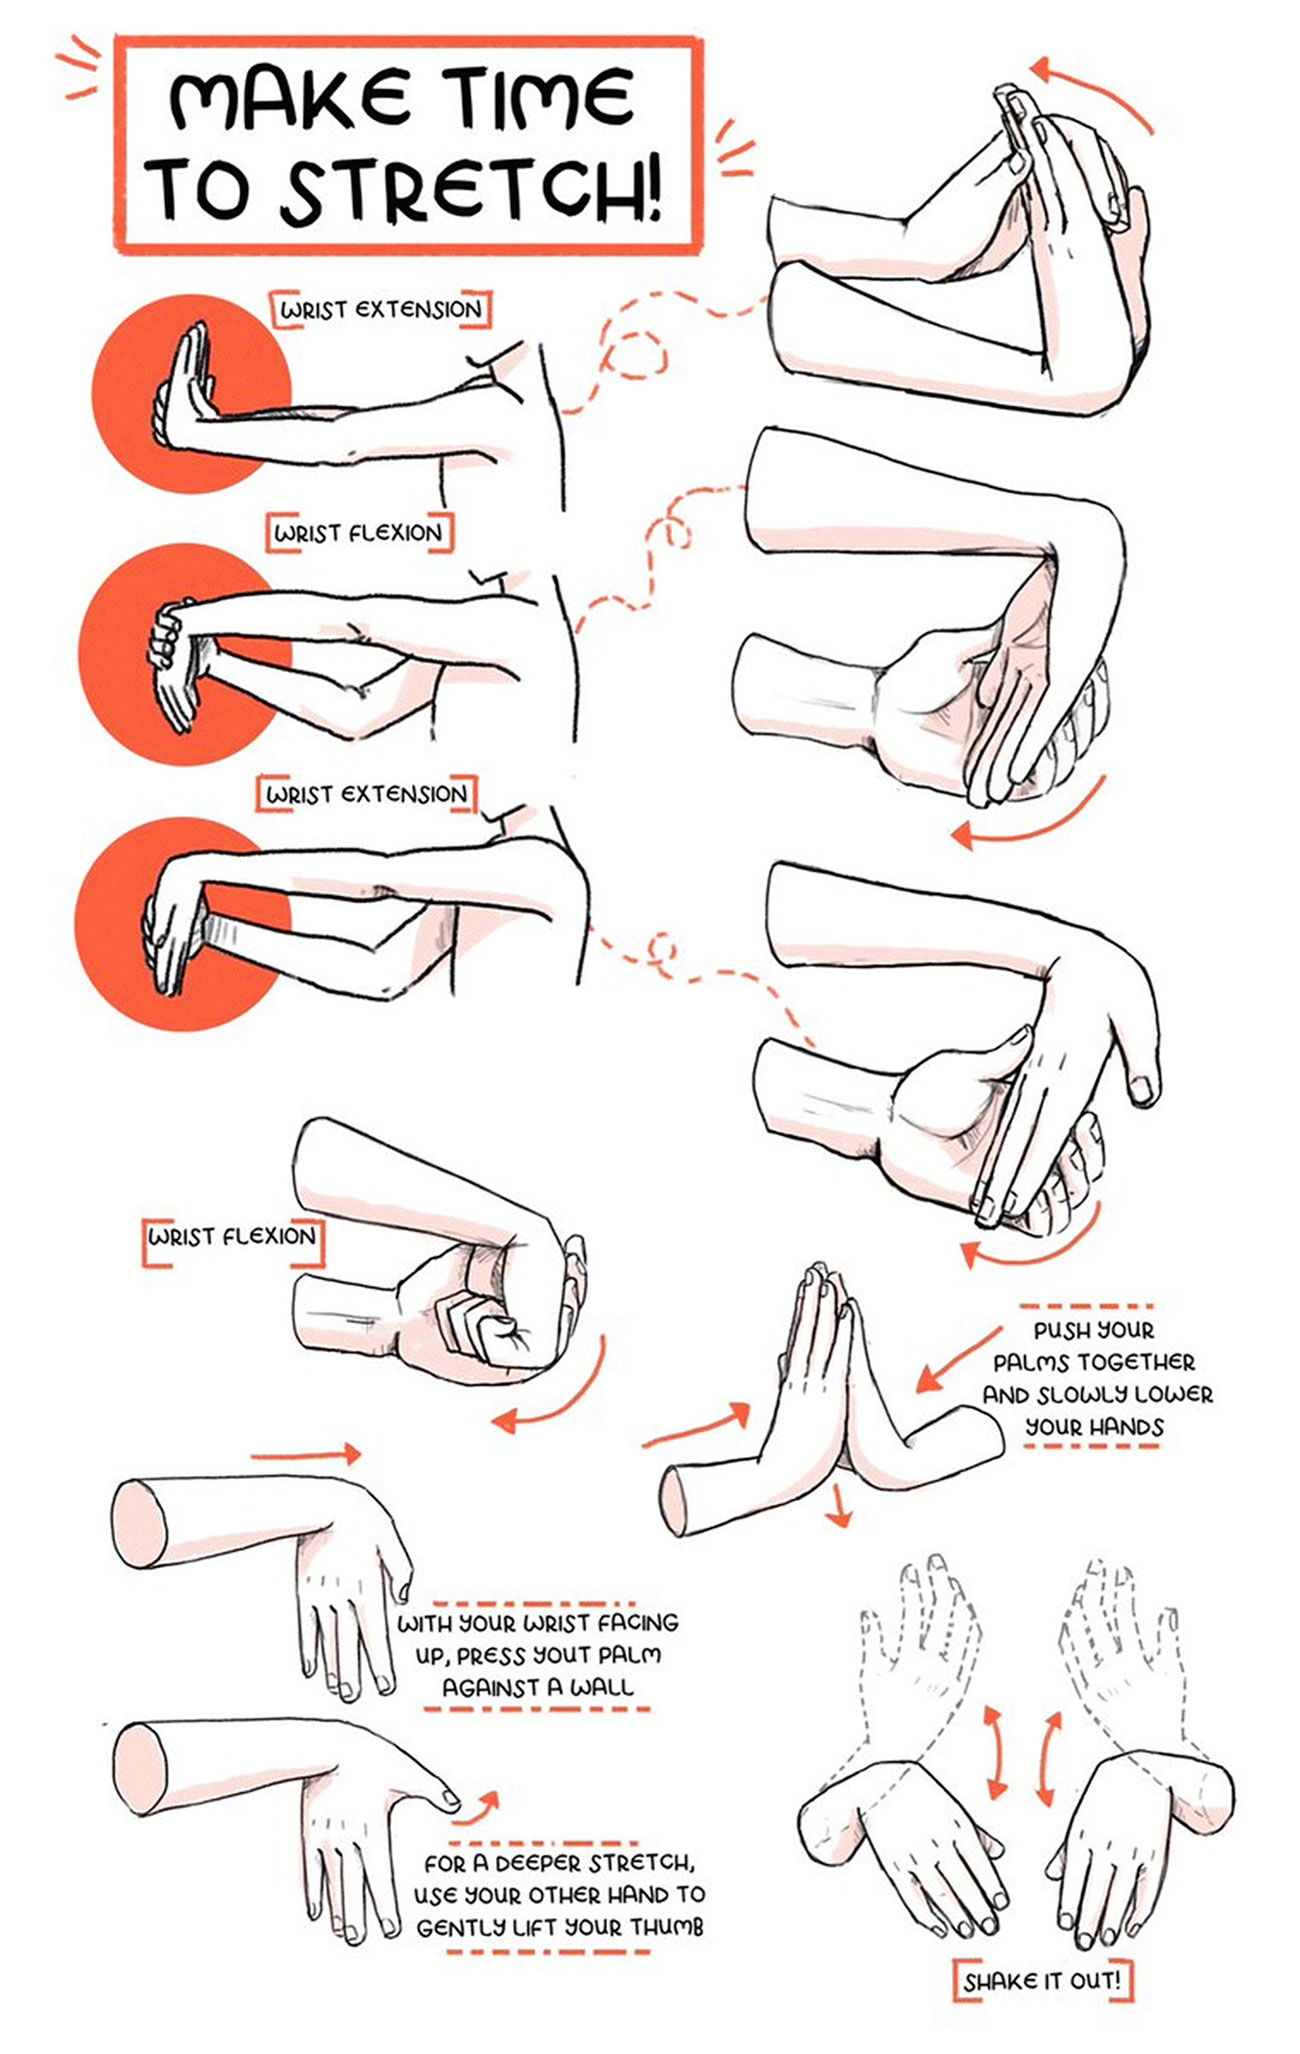 MAKE TIME
TO STRETCH!
WRIST EXTENSION
WRIST FLEXION
WRIST EXTENSION
WRIST FLEXION
PUSH YOUR
PALMS TOGETHER
AND SLOWLY LOWER
YOUR HANDS
WITH YOUR WRIST FACING
UP, PRESS YOUT PALM
AGAINST A WALL
FOR A DEEPER STRETCH,
USE YOUR OTHER HAND TO
GENTLY LIFT YOUR THUMB
SHAKE IT OUT!